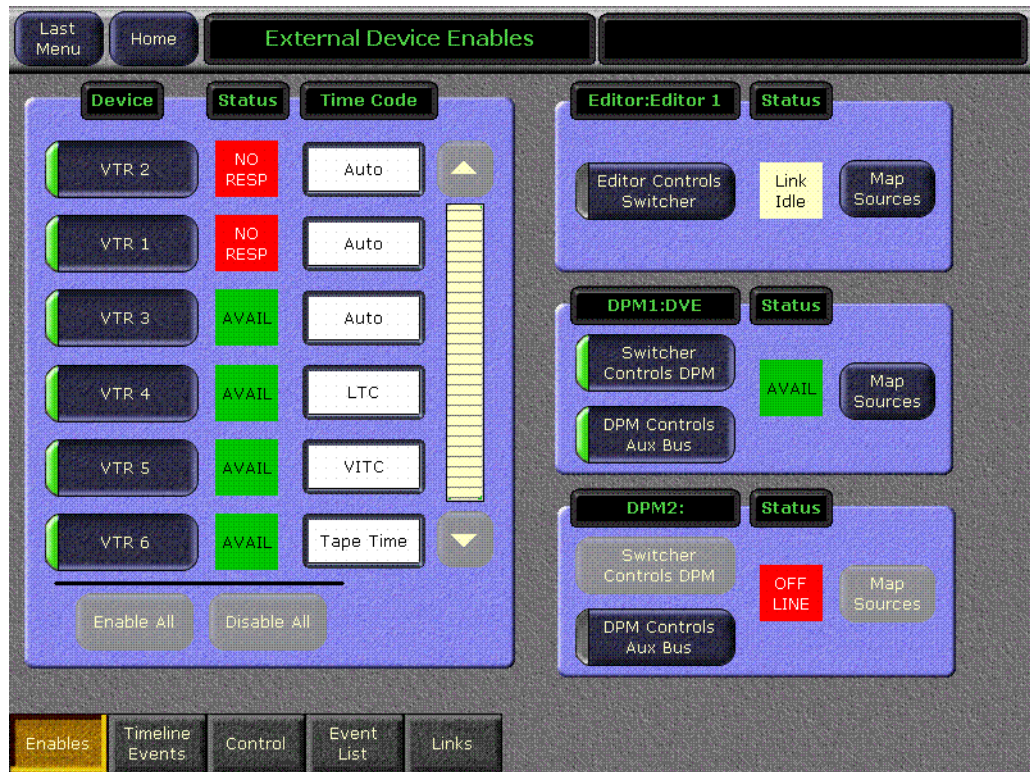 Last
Menu
Home
External Device Enables
Device
Status
Time Code
VTR 2
NO
RESP
Auto
VTR 1
NO
RESP
Auto
VTR 3
AVAIL
Auto
VTR 4
AVAIL
LTC
VTR 5
AVAIL
VITC
VTR 6
AVAIL
Tape Time
Enable All
Disable All
Editor:Editor 1
Status
Editor Controls
Switcher
Link
Idle
Map
Sources
DPM1:DVE
Status
Switcher
Controls DPM
DPM Controls
Aux Bus
AVAIL
Map
Sources
DPM2:
Status
Switcher
Controls DPM
DPM Controls
Aux Bus
OFF
LINE
Map
Sources
Enables
Timeline
Events
Control
Event
List
Links